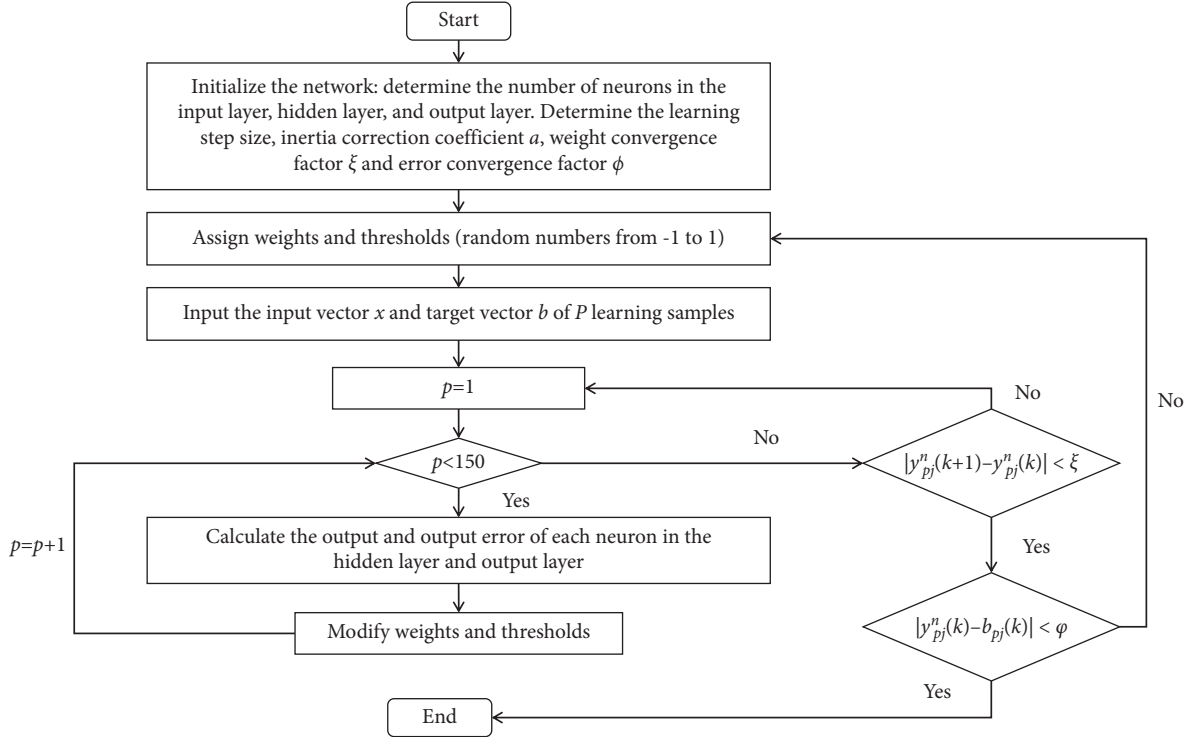 Start
Initialize the network: determine the number of neurons in the
input layer, hidden layer, and output layer. Determine the learning
step size, inertia correction coefficient a, weight convergence
factor ξ and error convergence factor ϕ
Assign weights and thresholds (random numbers from -1 to 1)
Input the input vector x and target vector b of P learning samples
p=1
No
No
No
p<150
|y^n_pj(k+1)–y^n_pj(k)| < ξ
Yes
Calculate the output and output error of each neuron in the
hidden layer and output layer
p=p+1
Yes
Modify weights and thresholds
|y^n_pj(k)–b_pj(k)| < φ
Yes
End